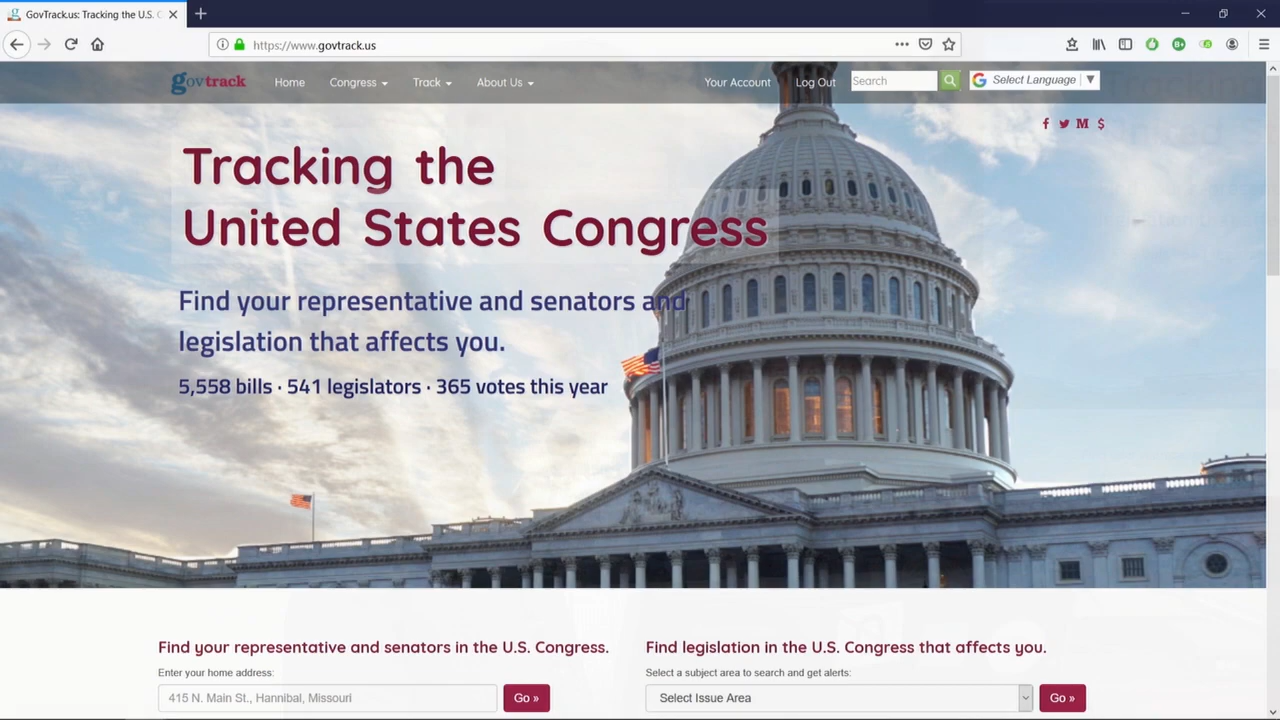 GovTrack.us: Tracking the U.S. C
https://www.govtrack.us
govtrack
Home
Congress
Track
About Us
Your Account
Log Out
Search
Select Language
Tracking the
United States Congress
Find your representative and senators and
legislation that affects you.
5,558 bills · 541 legislators · 365 votes this year
Find your representative and senators in the U.S. Congress.
Enter your home address:
415 N. Main St., Hannibal, Missouri
Go »
Find legislation in the U.S. Congress that affects you.
Select a subject area to search and get alerts:
Select Issue Area
Go »